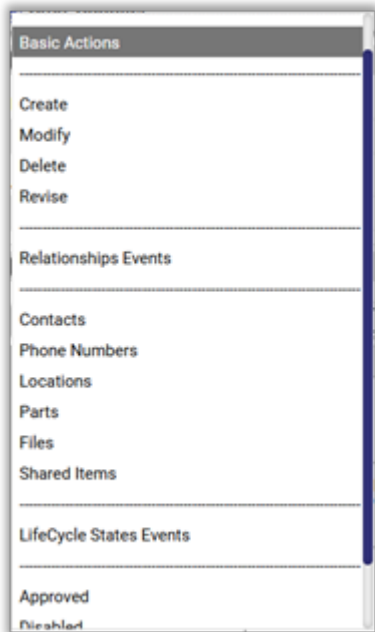 Basic Actions
Create
Modify
Delete
Revise
Relationships Events
Contacts
Phone Numbers
Locations
Parts
Files
Shared Items
LifeCycle States Events
Approved
Disabled